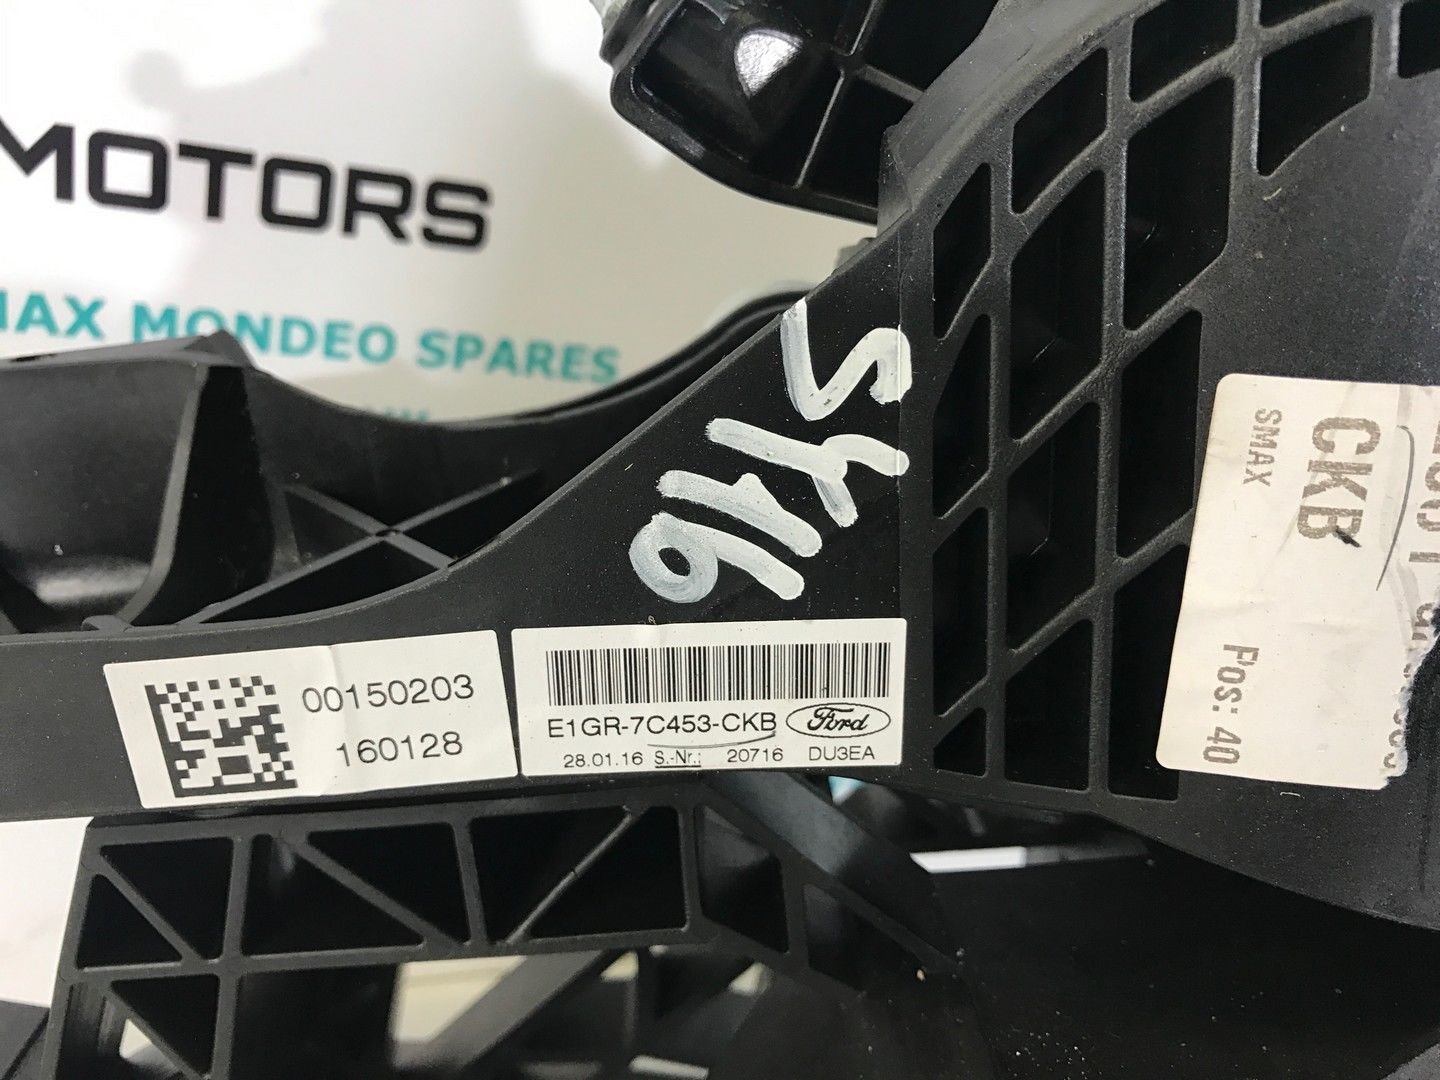 MOTORS
MAX MONDEO SPARES
SY16
00150203
160128
E1GR-7C453-CKB Ford
28.01.16 S.-Nr.: 20716 DU3EA
CKB
SMAX
Pos: 40